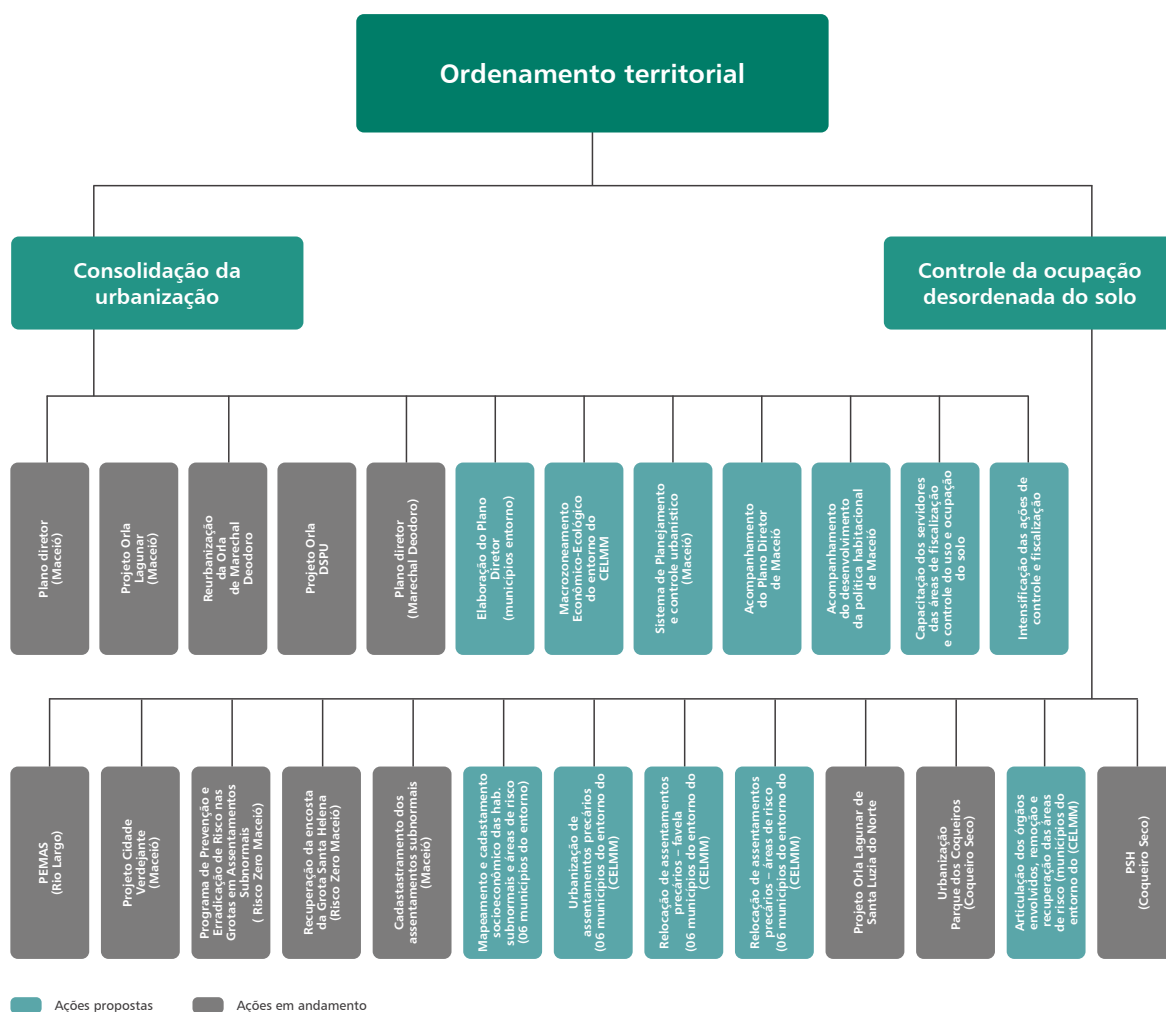 Ordenamento territorial
Consolidação da
urbanização
Controle da ocupação
desordenada do solo
Plano diretor
(Maceió)
Projeto Orla
Lagunar
(Maceió)
Reurbanização
da Orla
de Marechal
Deodoro
Projeto Orla
DSPU
Plano diretor
(Marechal Deodoro)
Elaboração do Plano
Diretor
(municípios entorno)
Macrozoneamento
Econômico-Ecológico
do entorno do
CELMM
Sistema de Planejamento
e controle urbanístico
(Maceió)
Acompanhamento
do Plano Diretor
de Maceió
Acompanhamento
do desenvolvimento
da política habitacional
de Maceió
Capacitação dos servidores
das áreas de fiscalização
e controle do uso e ocupação
do solo
Intensificação das ações de
controle e fiscalização
PEMAS
(Rio Largo)
Projeto Cidade
Verdejante
(Maceió)
Programa de Prevenção e
Erradicação de Risco nas
Grotas em Assentamentos
Subnormais
( Risco Zero Maceió)
Recuperação da encosta
da Grota Santa Helena
(Risco Zero Maceió)
Cadastastramento dos
assentamentos subnormais
(Maceió)
Mapeamento e cadastamento
socioeconômico das hab.
subnormais e áreas de risco
(06 municípios do entorno)
Urbanização de
assentamentos precários
(06 municípios do entorno do
(CELMM)
Relocação de assentamentos
precários – favela
(06 municípios do entorno do
(CELMM)
Relocação de assentamentos
precários – áreas de risco
(06 municípios do entorno do
(CELMM)
Projeto Orla Lagunar de
Santa Luzia do Norte
Urbanização
Parque dos Coqueiros
(Coqueiro Seco)
Articulação dos órgãos
envolvidos, remoção e
recuperação das áreas
de risco (municípios do
entorno do (CELMM)
PSH
(Coqueiro Seco)
Ações propostas
Ações em andamento